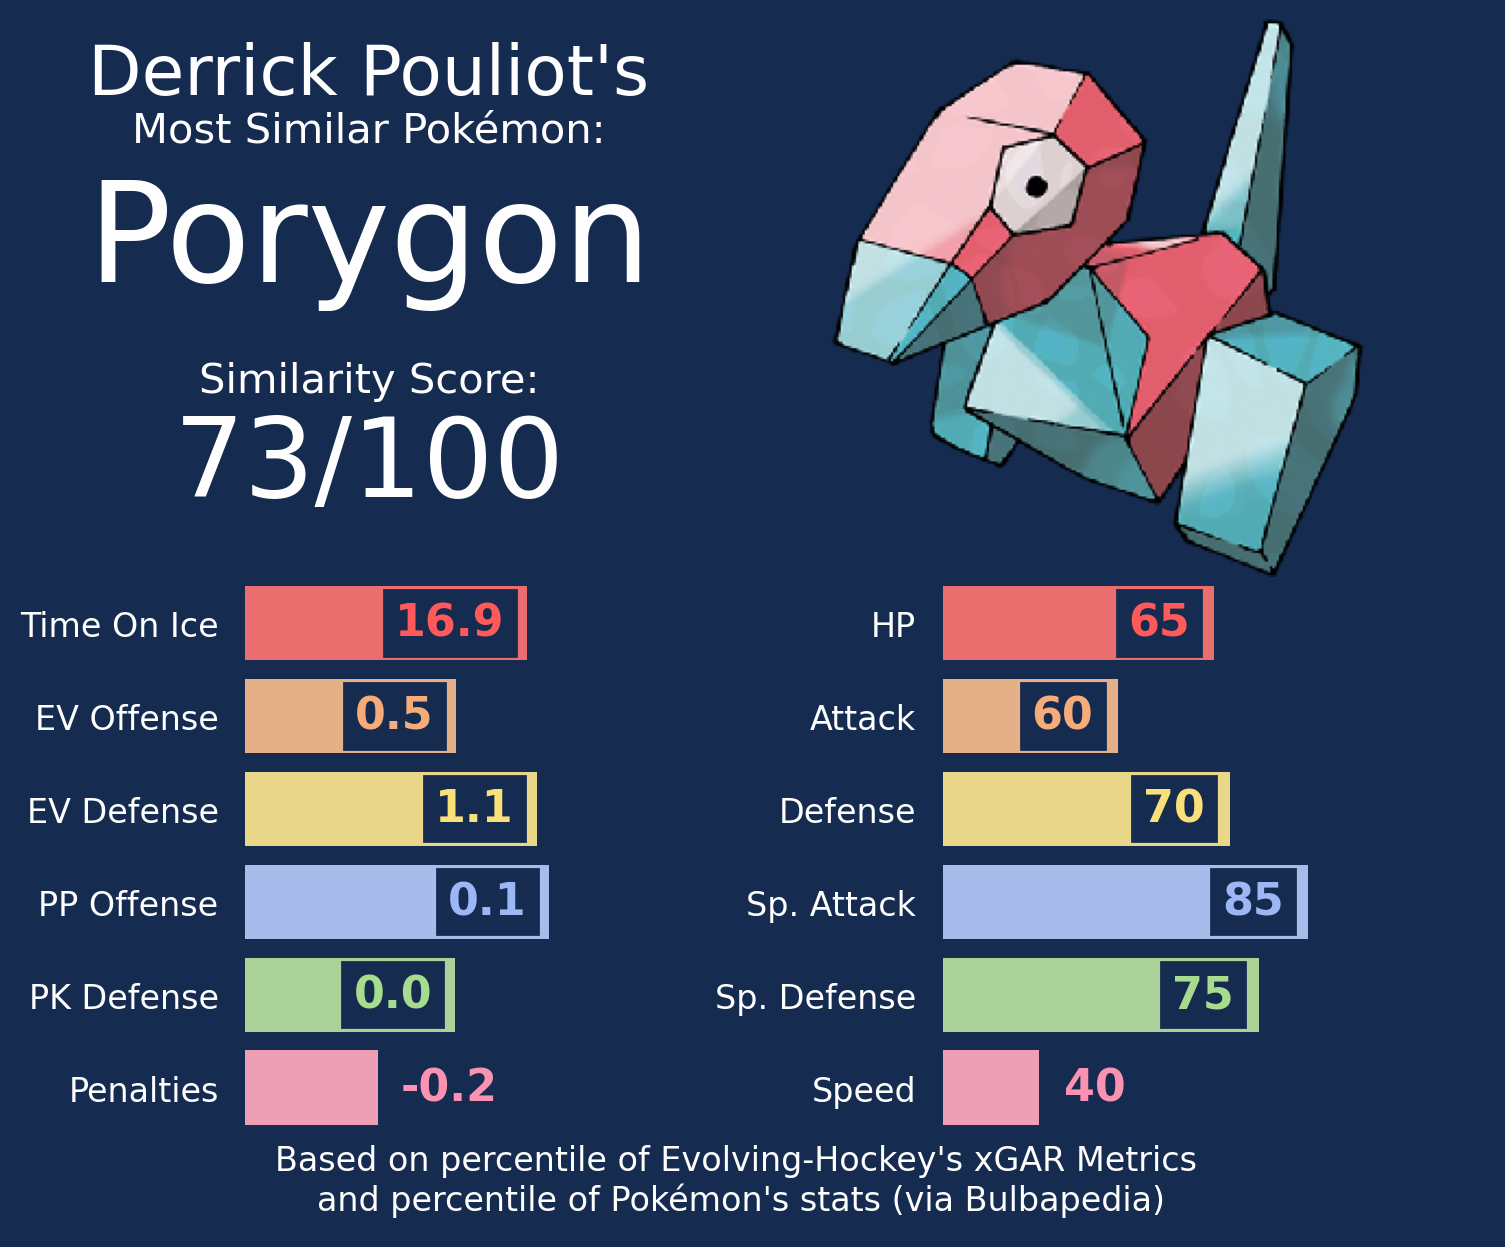 Derrick Pouliot's
Most Similar Pokémon:
Porygon
Similarity Score:
73/100
Time On Ice 16.9
EV Offense 0.5
EV Defense 1.1
PP Offense 0.1
PK Defense 0.0
Penalties -0.2
HP 65
Attack 60
Defense 70
Sp. Attack 85
Sp. Defense 75
Speed 40
Based on percentile of Evolving-Hockey's xGAR Metrics
and percentile of Pokémon's stats (via Bulbapedia)